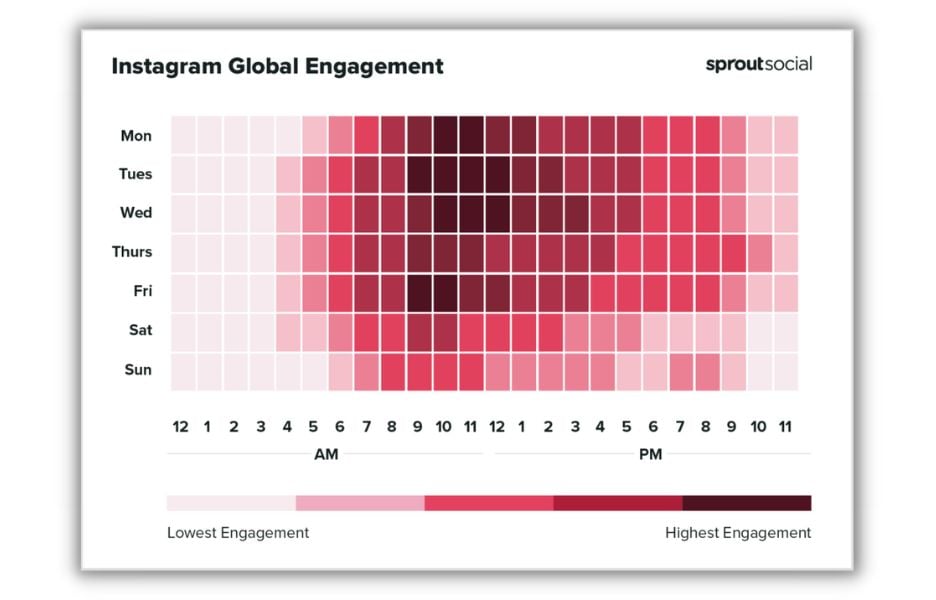 Instagram Global Engagement
sproutsocial
Mon
Tues
Wed
Thurs
Fri
Sat
Sun
12 1 2 3 4 5 6 7 8 9 10 11 12 1 2 3 4 5 6 7 8 9 10 11
AM PM
Lowest Engagement Highest Engagement